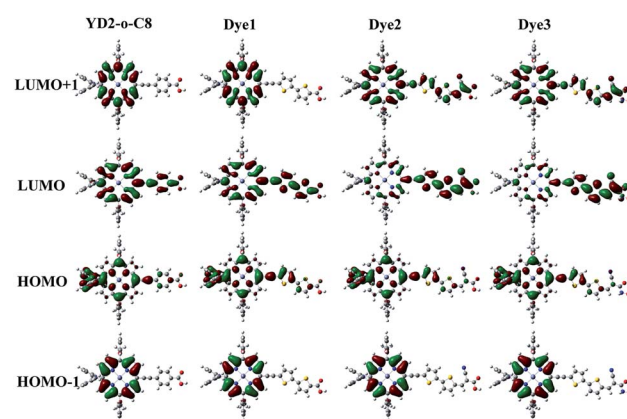 YD2-o-C8 Dye1 Dye2 Dye3
LUMO+1
LUMO
HOMO
HOMO-1